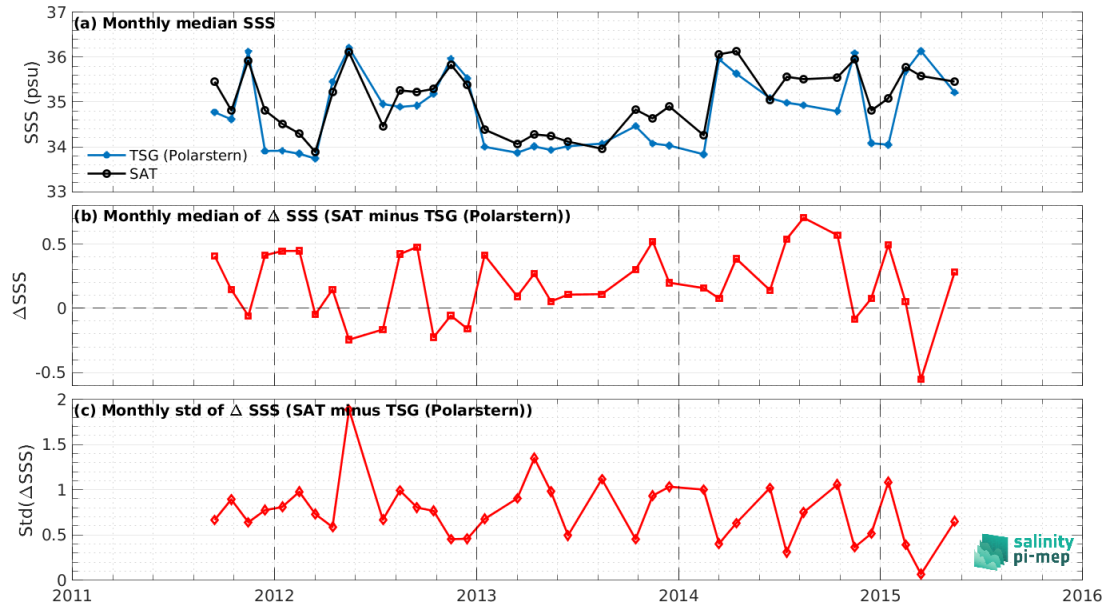 (a) Monthly median SSS
37
36
35
34
33
SSS (psu)
TSG (Polarstern)
SAT
(b) Monthly median of Δ SSS (SAT minus TSG (Polarstern))
0.5
0
-0.5
ΔSSS
(c) Monthly std of Δ SSS (SAT minus TSG (Polarstern))
2
1.5
1
0.5
0
Std(ΔSSS)
salinity
pi-mep
2011 2012 2013 2014 2015 2016